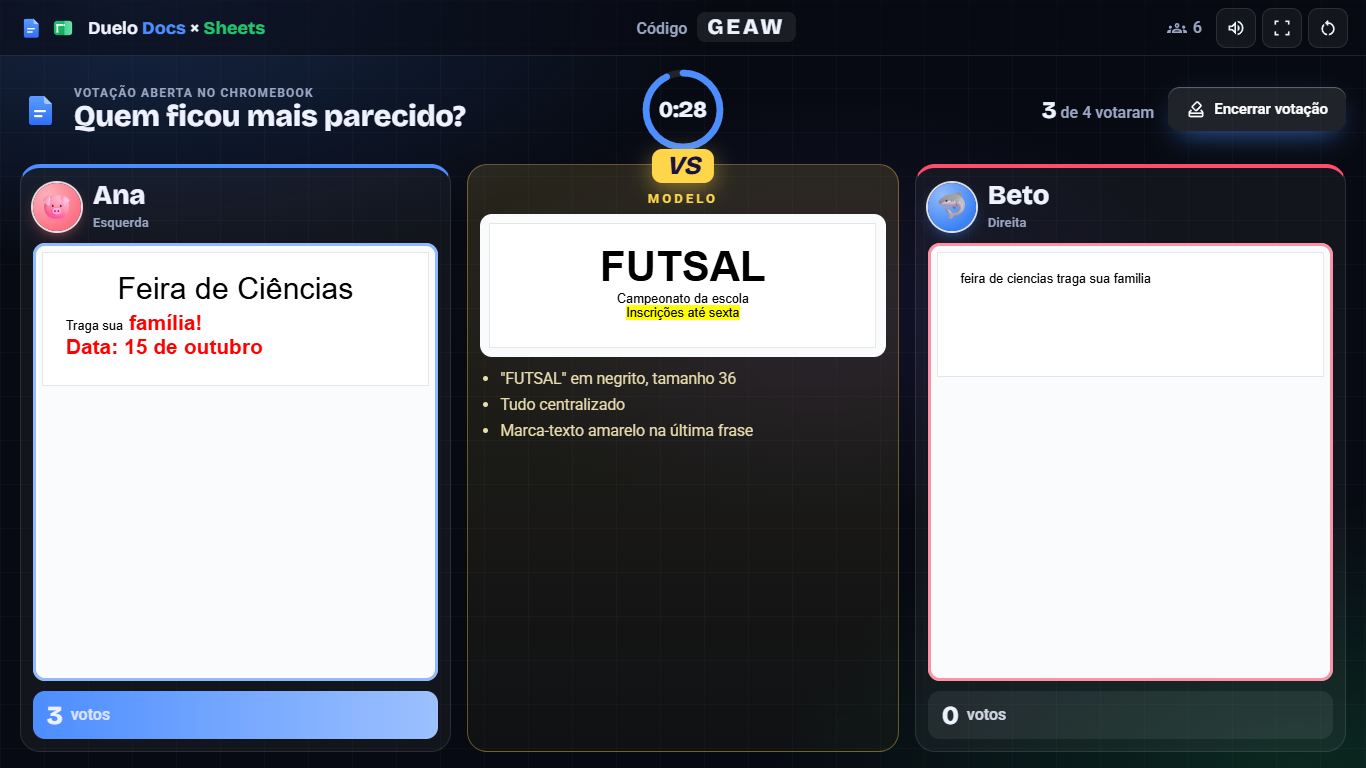 Duelo Docs × Sheets
Código GEAW
6
VOTAÇÃO ABERTA NO CHROMEBOOK
Quem ficou mais parecido?
0:28
3 de 4 votaram
Encerrar votação
Ana
Esquerda
Feira de Ciências
Traga sua família!
Data: 15 de outubro
3 votos
VS
MODELO
FUTSAL
Campeonato da escola
Inscrições até sexta
• "FUTSAL" em negrito, tamanho 36
• Tudo centralizado
• Marca-texto amarelo na última frase
Beto
Direita
feira de ciencias traga sua familia
0 votos